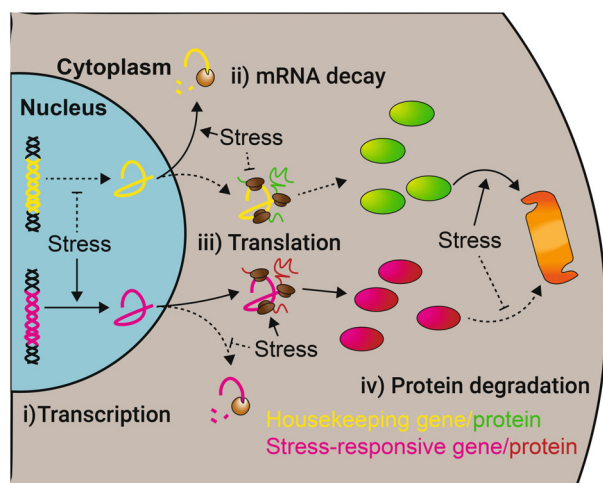 Cytoplasm
ii) mRNA decay
Nucleus
Stress
Stress
iii) Translation
Stress
Stress
Stress
iv) Protein degradation
i)Transcription
Housekeeping gene/protein
Stress-responsive gene/protein